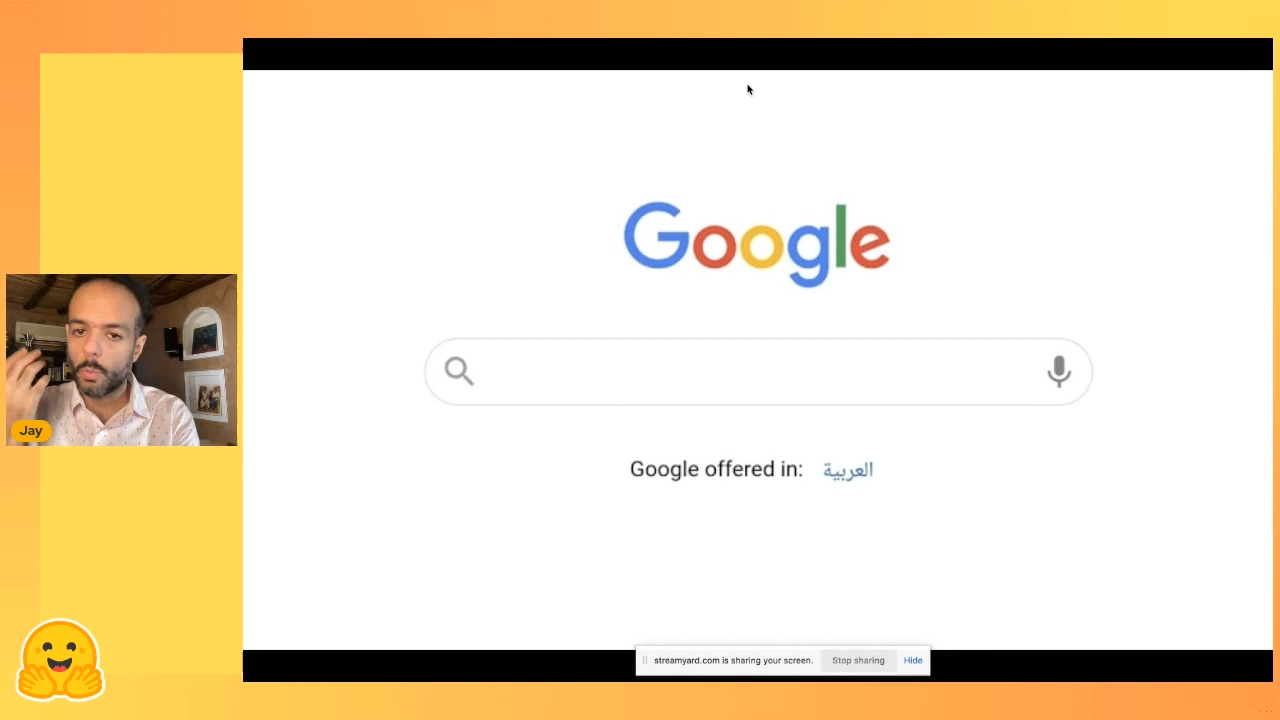 Google
Google offered in: العربية
Jay
streamyard.com is sharing your screen. Stop sharing Hide